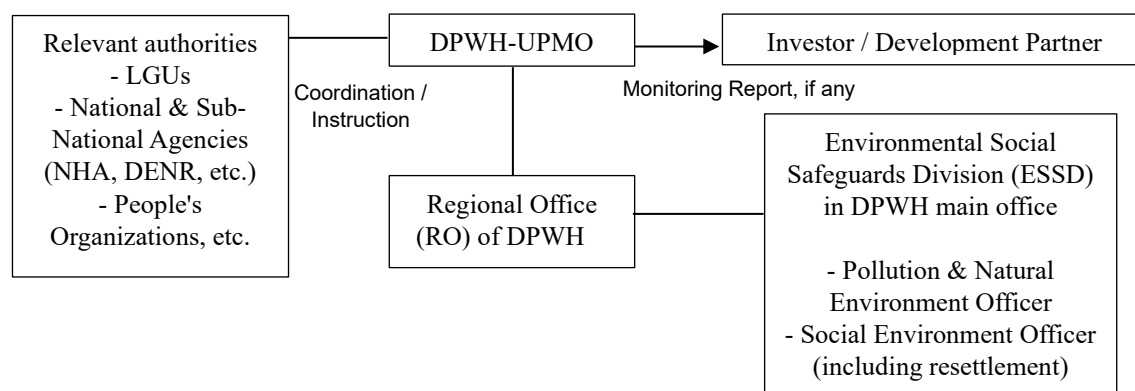 Relevant authorities
- LGUs
- National & Sub-
National Agencies
(NHA, DENR, etc.)
- People's
Organizations, etc.
Coordination /
Instruction
DPWH-UPMO
Monitoring Report, if any
Investor / Development Partner
Regional Office
(RO) of DPWH
Environmental Social
Safeguards Division (ESSD)
in DPWH main office
- Pollution & Natural
Environment Officer
- Social Environment Officer
(including resettlement)